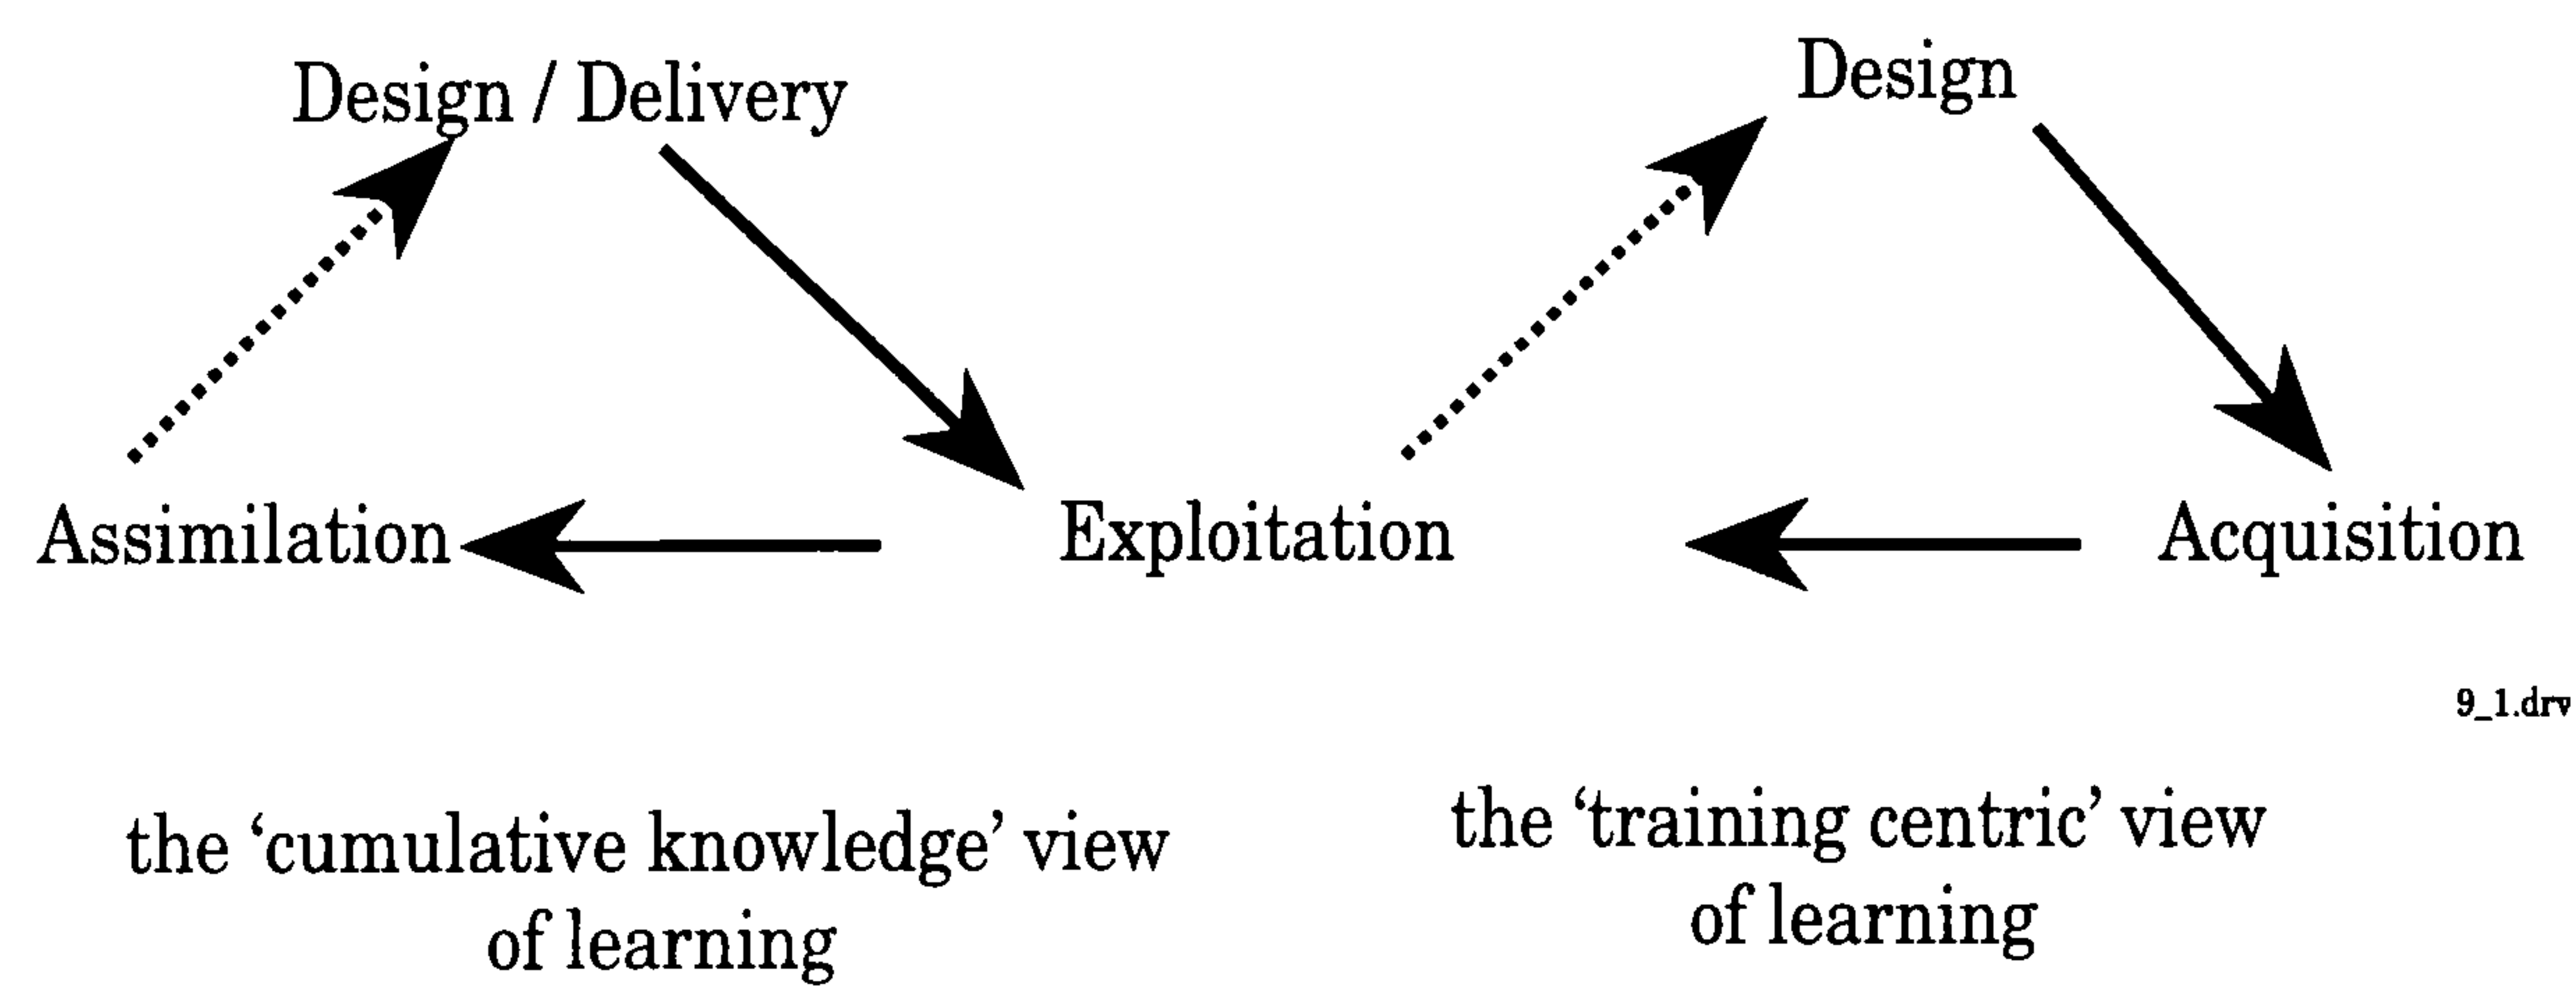 Design / Delivery
Design
Assimilation
Exploitation
Acquisition
9_1.drv
the ‘cumulative knowledge’ view
of learning
the ‘training centric’ view
of learning